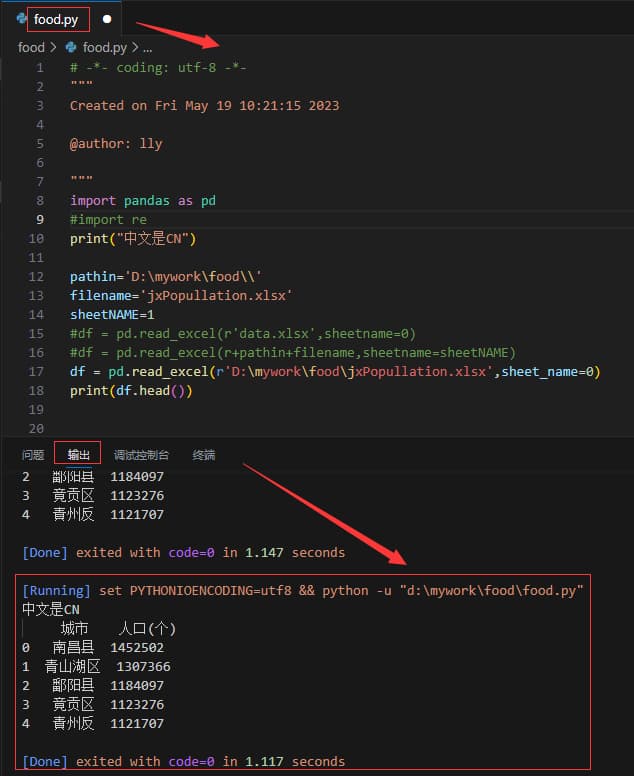 food.py
food > food.py > ...
1 # -*- coding: utf-8 -*-
2 """
3 Created on Fri May 19 10:21:15 2023
4
5 @author: lly
6
7 """
8 import pandas as pd
9 #import re
10 print("中文是CN")
11
12 pathin='D:\mywork\food\\'
13 filename='jxPopullation.xlsx'
14 sheetNAME=1
15 #df = pd.read_excel(r'data.xlsx',sheetname=0)
16 #df = pd.read_excel(r+pathin+filename,sheetname=sheetNAME)
17 df = pd.read_excel(r'D:\mywork\food\jxPopullation.xlsx',sheet_name=0)
18 print(df.head())
19
20
问题 输出 调试控制台 终端
2 鄱阳县 1184097
3 竟贡区 1123276
4 青州反 1121707
[Done] exited with code=0 in 1.147 seconds
[Running] set PYTHONIOENCODING=utf8 && python -u "d:\mywork\food\food.py"
中文是CN
城市 人口(个)
0 南昌县 1452502
1 青山湖区 1307366
2 鄱阳县 1184097
3 竟贡区 1123276
4 青州反 1121707
[Done] exited with code=0 in 1.117 seconds